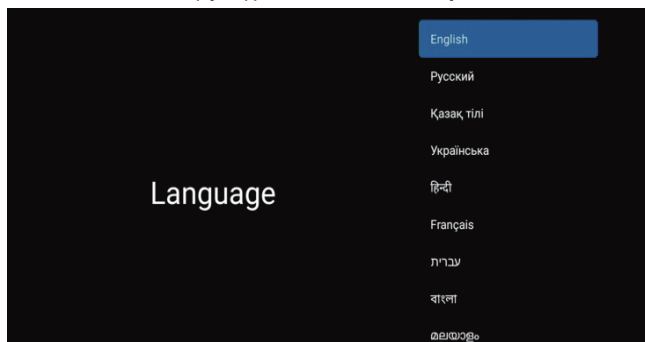 Language
English
Русский
Қазақ тілі
Українська
हिन्दी
Français
עברית
বাংলা
മലയാളം